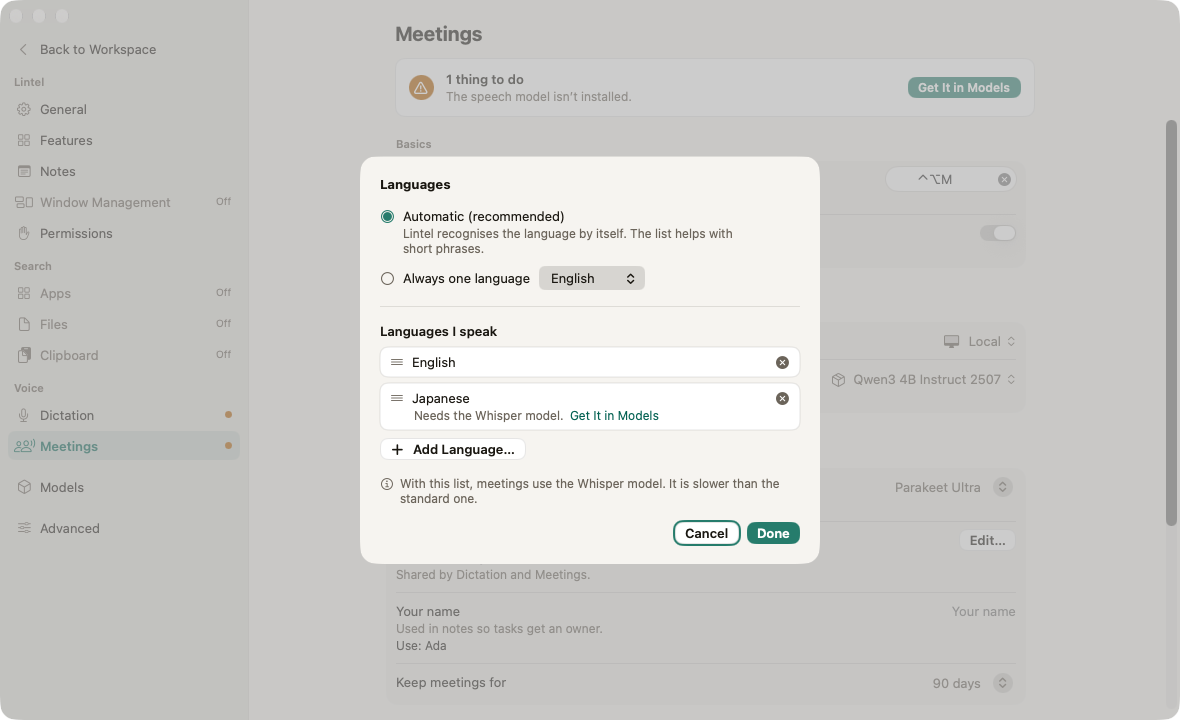 Back to Workspace
Lintel
General
Features
Notes
Window Management Off
Permissions
Search
Apps Off
Files Off
Clipboard Off
Voice
Dictation
Meetings
Models
Advanced
Meetings
1 thing to do
The speech model isn’t installed.
Get It in Models
Basics
^⌥M
Local
Qwen3 4B Instruct 2507
Parakeet Ultra
Edit...
Shared by Dictation and Meetings.
Your name Your name
Used in notes so tasks get an owner.
Use: Ada
Keep meetings for 90 days
Languages
Automatic (recommended)
Lintel recognises the language by itself. The list helps with
short phrases.
Always one language English
Languages I speak
English
Japanese
Needs the Whisper model. Get It in Models
+ Add Language...
With this list, meetings use the Whisper model. It is slower than the
standard one.
Cancel Done